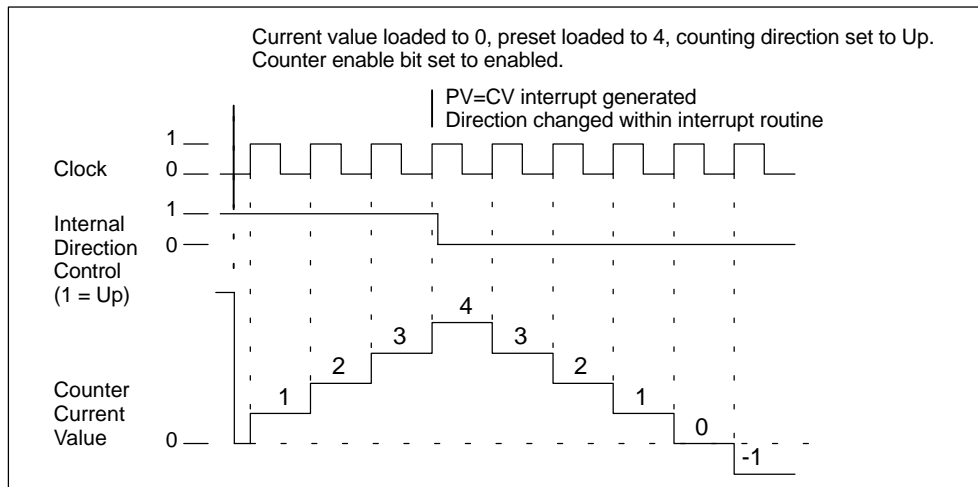 Current value loaded to 0, preset loaded to 4, counting direction set to Up.
Counter enable bit set to enabled.
PV=CV interrupt generated
Direction changed within interrupt routine
1
Clock
0
1
Internal
Direction
Control
(1 = Up)
0
4
3
3
2
2
1
1
0
-1
Counter
Current
Value
0